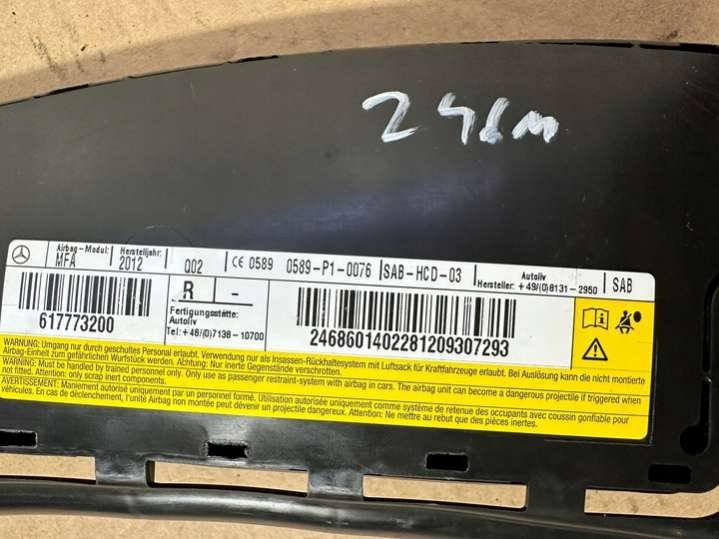 246m
Airbag-Modul: MFA
Herstelljahr: 2012
Q02
CE 0589
0589-P1-0076
SAB-HCD-03
Autoliv
Hersteller: +49/(0)8131-2950
SAB
617773200
R
-
Fertigungsstätte:
Autoliv
Tel: +48/(0)7138-10700
2468601402281209307293
WARNUNG: Umgang nur durch geschultes Personal erlaubt. Verwendung nur als Insassen-Rückhaltesystem mit Luftsack für Kraftfahrzeuge erlaubt. Bei Auslösung kann die nicht montierte
Airbag-Einheit zum gefährlichen Wurfstück werden. Achtung: Nur inerte Gegenstände verschrotten.
WARNING: Must be handled by trained personnel only. Only use as passenger restraint-system with airbag in cars. The airbag unit can become a dangerous projectile if triggered when
not fitted. Attention: only scrap inert components.
AVERTISSEMENT: Maniement autorisé uniquement par un personnel formé. Utilisation autorisée uniquement comme système de retenue des occupants avec coussin gonflable pour
véhicules. En cas de déclenchement, l'unité Airbag non montée peut devenir un projectile dangereux. Attention: Ne mettre au rebut que des pièces inertes.